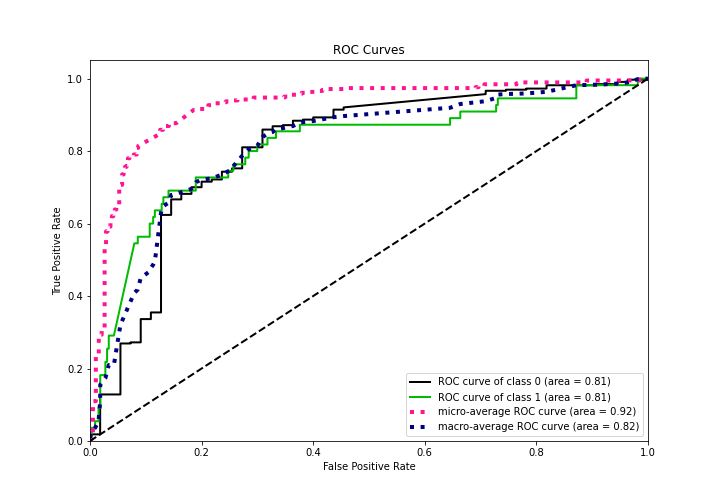 ROC Curves
True Positive Rate
1.0
0.8
0.6
0.4
0.2
0.0
0.0 0.2 0.4 0.6 0.8 1.0
False Positive Rate
ROC curve of class 0 (area = 0.81)
ROC curve of class 1 (area = 0.81)
micro-average ROC curve (area = 0.92)
macro-average ROC curve (area = 0.82)